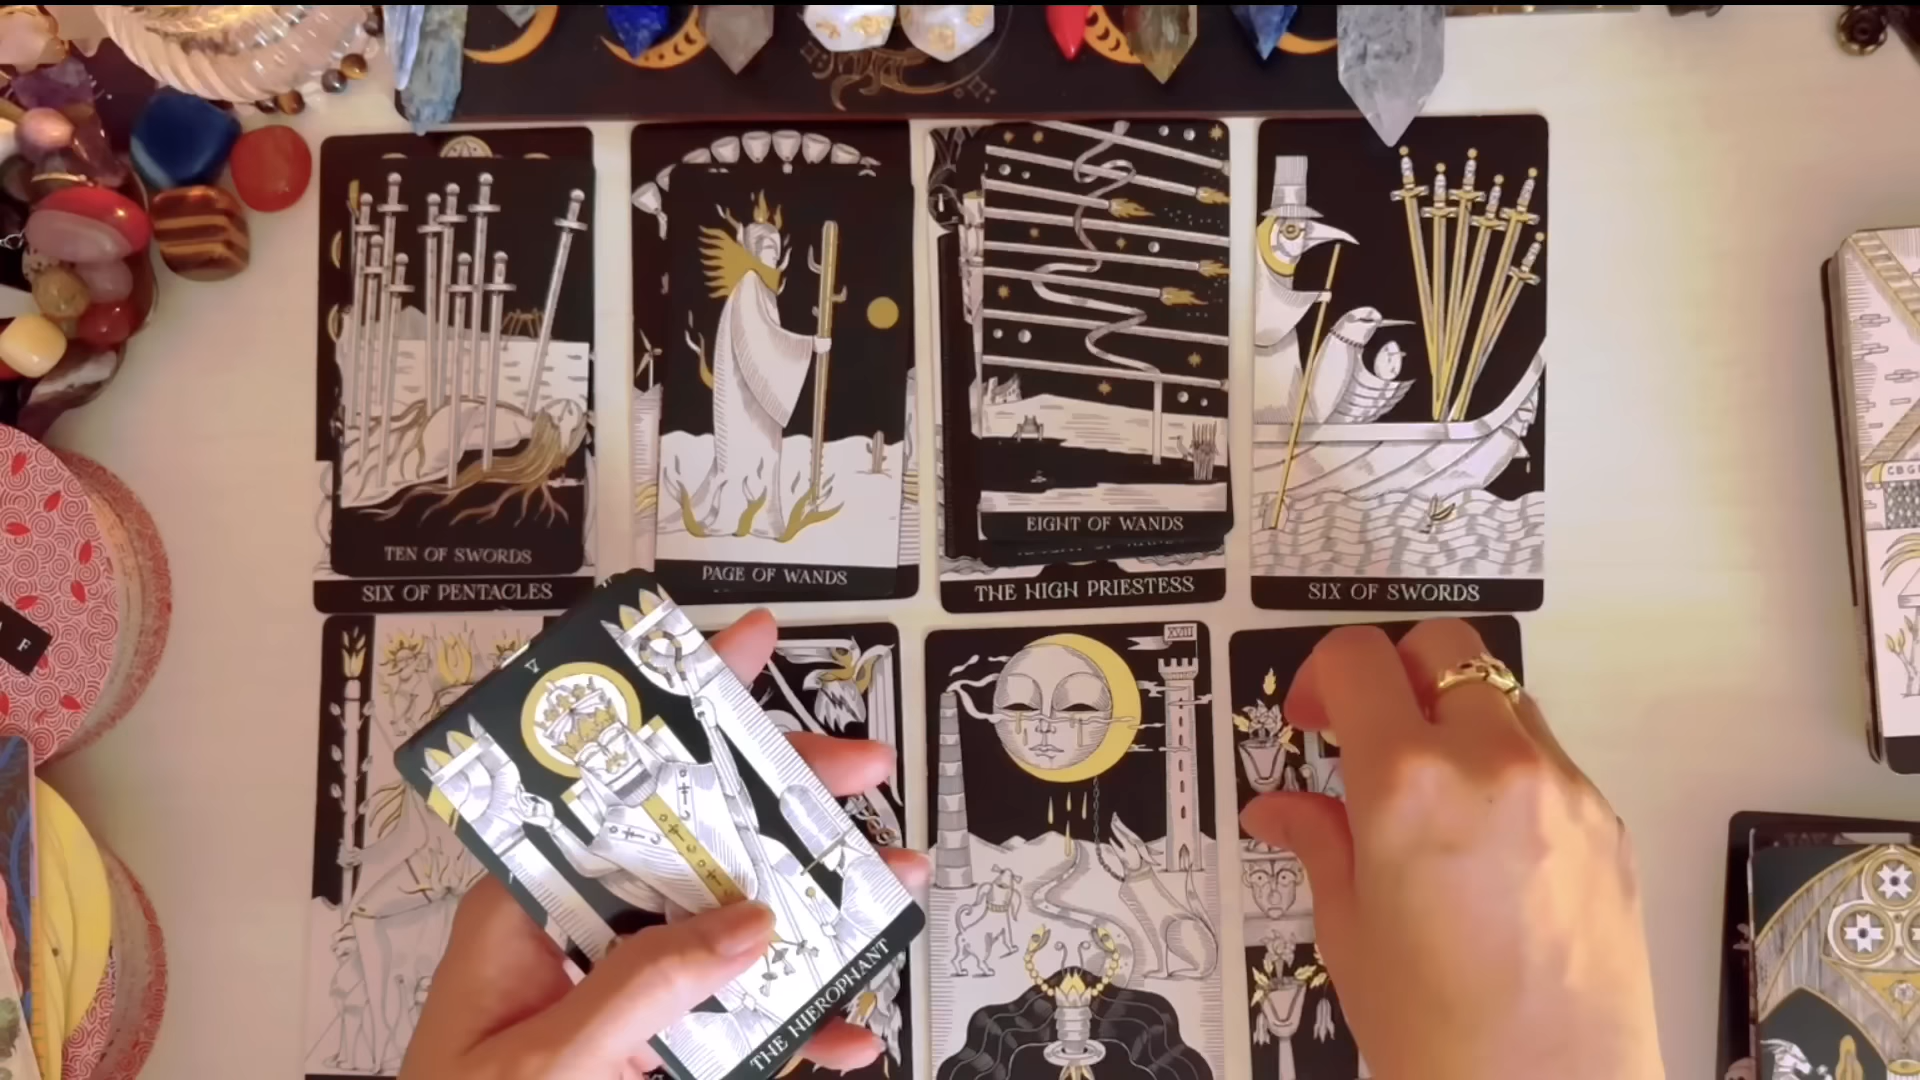 TEN OF SWORDS
SIX OF PENTACLES
PAGE OF WANDS
EIGHT OF WANDS
THE HIGH PRIESTESS
SIX OF SWORDS
V
THE HIEROPHANT
XVIII
F